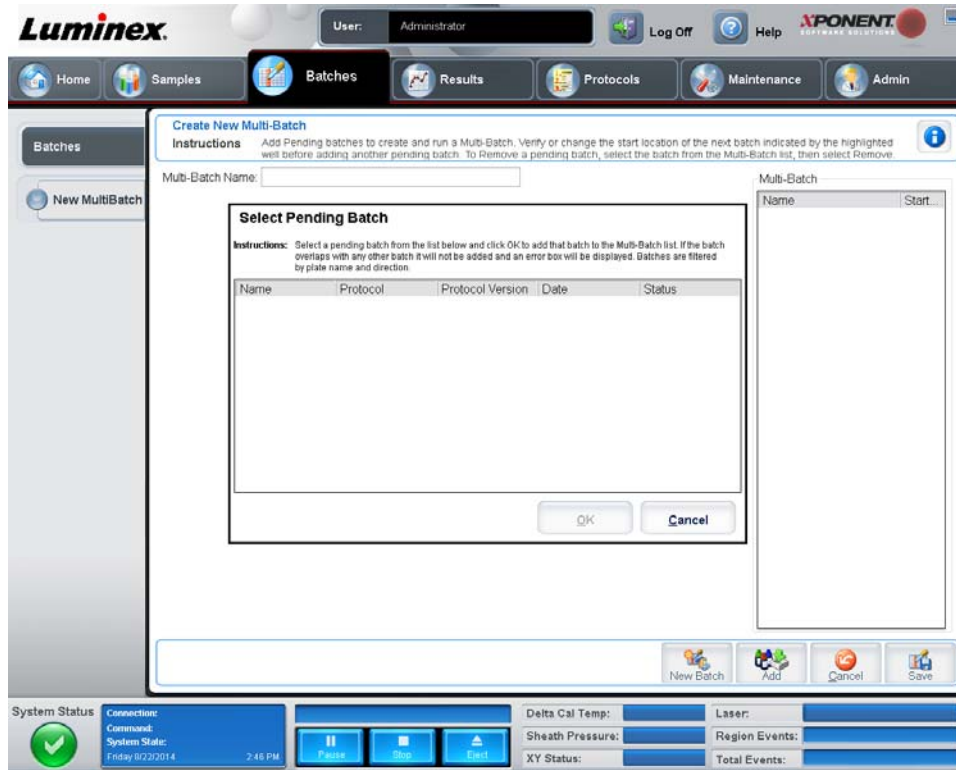 Luminex.
User: Administrator
Log Off
Help
XPONENT.
SOFTWARE SOLUTIONS
Home
Samples
Batches
Results
Protocols
Maintenance
Admin
Batches
New MultiBatch
Create New Multi-Batch
Instructions Add Pending batches to create and run a Multi-Batch. Verify or change the start location of the next batch indicated by the highlighted
well before adding another pending batch. To Remove a pending batch, select the batch from the Multi-Batch list, then select Remove.
Multi-Batch Name:
Multi-Batch
Name Start...
Select Pending Batch
Instructions: Select a pending batch from the list below and click OK to add that batch to the Multi-Batch list. If the batch
overlaps with any other batch it will not be added and an error box will be displayed. Batches are filtered
by plate name and direction.
Name Protocol Protocol Version Date Status
OK Cancel
New Batch Add Cancel Save
System Status
Connection:
Command:
System State:
Friday 8/22/2014 2:46 PM
Pause Stop Eject
Delta Cal Temp:
Sheath Pressure:
XY Status:
Laser:
Region Events:
Total Events: